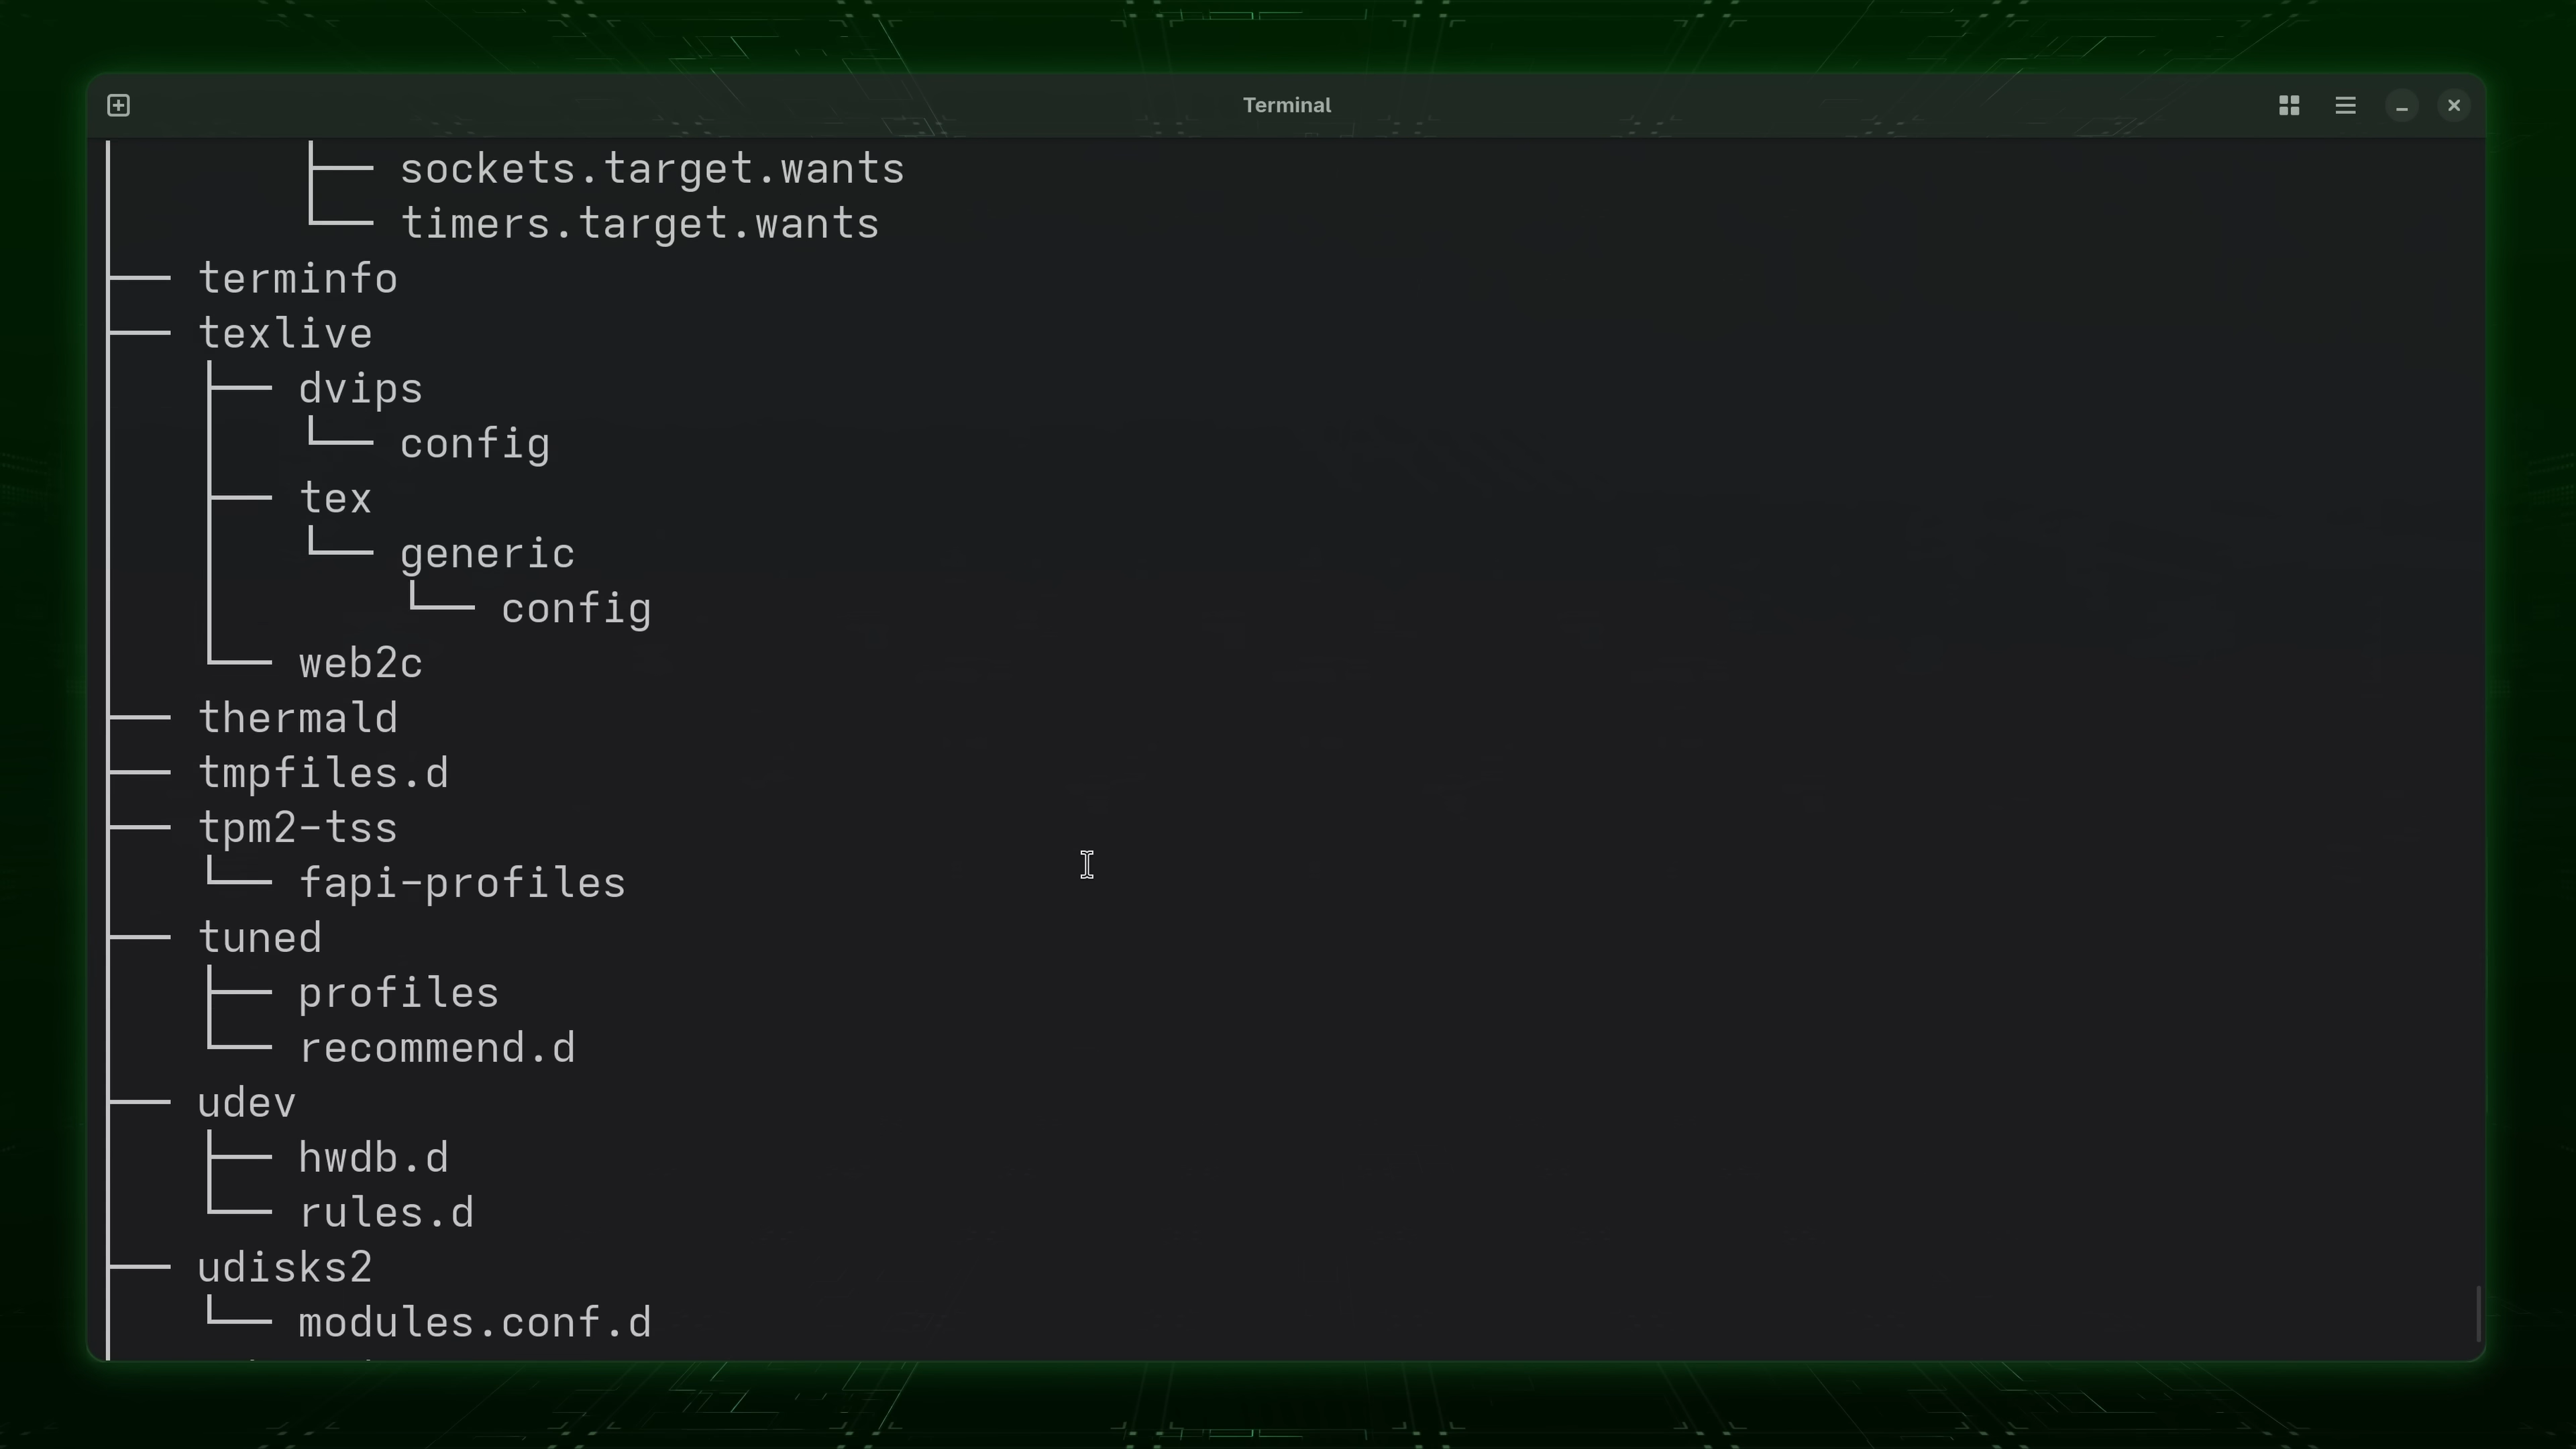 Terminal
├── sockets.target.wants
└── timers.target.wants
├── terminfo
├── texlive
├── dvips
└── config
├── tex
└── generic
└── config
└── web2c
├── thermald
├── tmpfiles.d
├── tpm2-tss
└── fapi-profiles
├── tuned
├── profiles
└── recommend.d
├── udev
├── hwdb.d
└── rules.d
├── udisks2
└── modules.conf.d